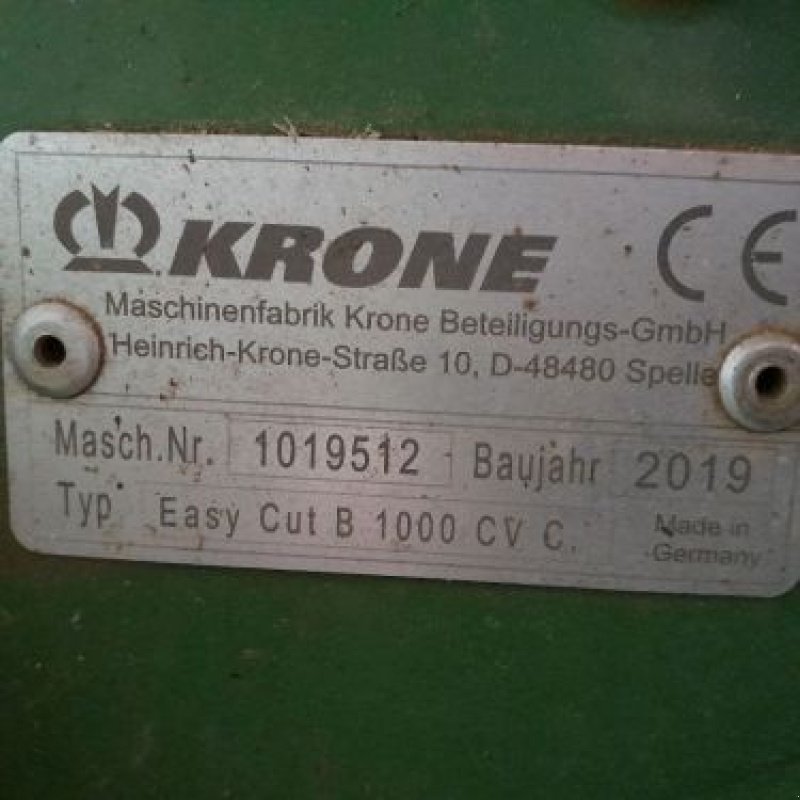 KRONE CE
Maschinenfabrik Krone Beteiligungs-GmbH
Heinrich-Krone-Straße 10, D-48480 Spelle
Masch.Nr. 1019512 Baujahr 2019
Typ Easy Cut B 1000 CV C.
Made in
Germany